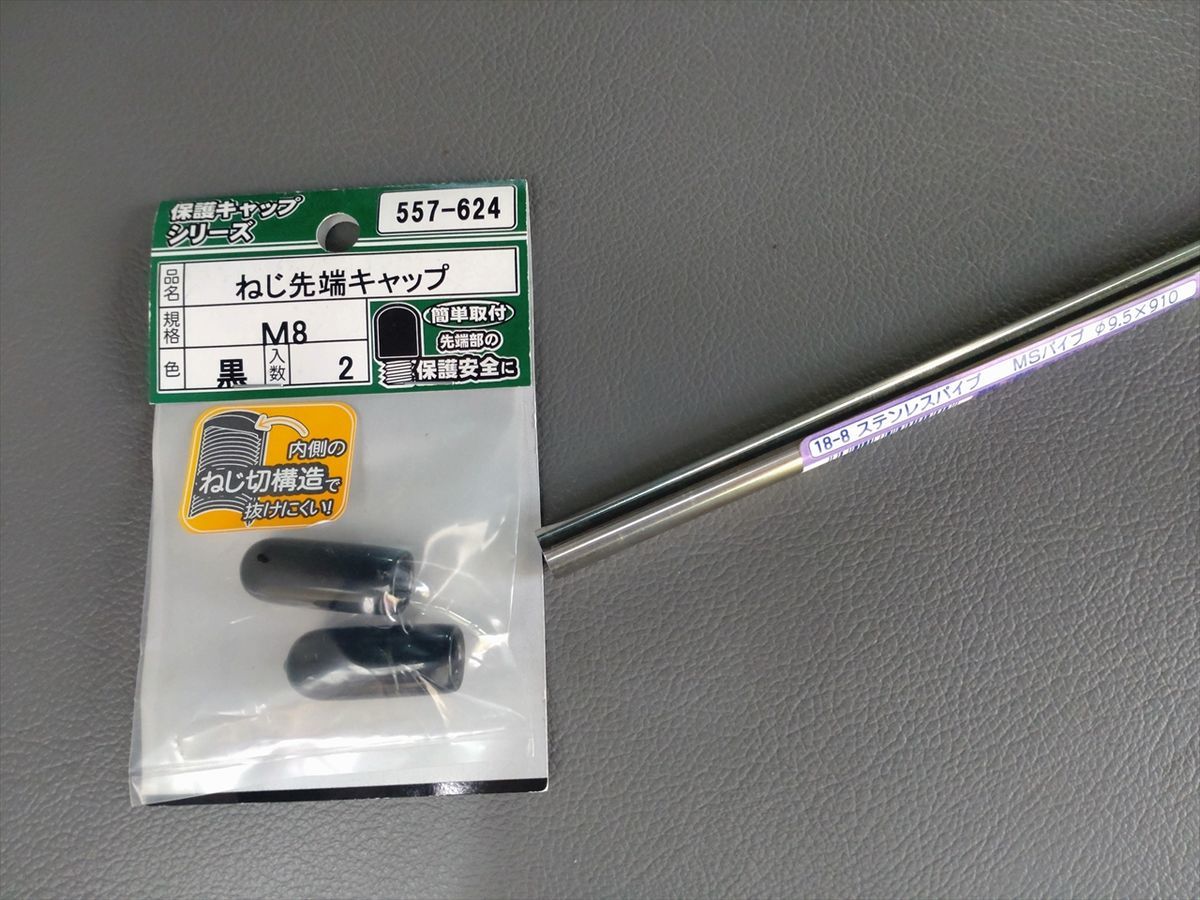 保護キャップ
シリーズ
557-624
品名
ねじ先端キャップ
規格
M8
色
黒
入数
2
簡単取付
先端部の
保護安全に
内側の
ねじ切構造で
抜けにくい!
18-8 ステンレスパイプ MSパイプ φ9.5×910